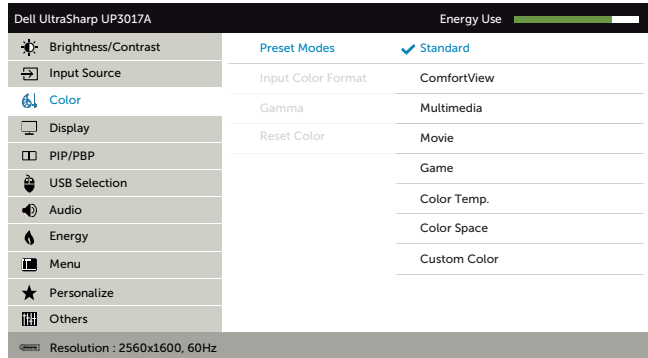 Dell UltraSharp UP3017A Energy Use
Brightness/Contrast Preset Modes Standard
Input Source Input Color Format ComfortView
Color Gamma Multimedia
Display Reset Color Movie
PIP/PBP Game
USB Selection Color Temp.
Audio Color Space
Energy Custom Color
Menu
Personalize
Others
Resolution : 2560x1600, 60Hz